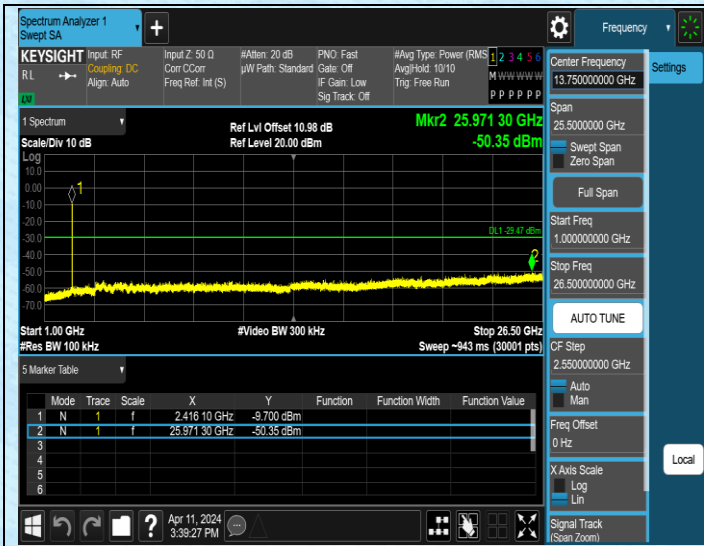 Spectrum Analyzer 1
Swept SA
+
Frequency
KEYSIGHT
RL
LXI
Input: RF
Coupling: DC
Align: Auto
Input Z: 50 Ω
Corr CCorr
Freq Ref: Int (S)
#Atten: 20 dB
µW Path: Standard
PNO: Fast
Gate: Off
IF Gain: Low
Sig Track: Off
#Avg Type: Power (RMS
Avg|Hold: 10/10
Trig: Free Run
1 2 3 4 5 6
M W W W W W
P P P P P P
1 Spectrum
Scale/Div 10 dB
Ref Lvl Offset 10.98 dB
Ref Level 20.00 dBm
Mkr2 25.971 30 GHz
-50.35 dBm
Log
10.0
0.00
-10.0
-20.0
-30.0
-40.0
-50.0
-60.0
-70.0
1
DL1 -29.47 dBm
2
Start 1.00 GHz
#Video BW 300 kHz
Stop 26.50 GHz
#Res BW 100 kHz
Sweep ~943 ms (30001 pts)
5 Marker Table
Mode Trace Scale X Y Function Function Width Function Value
1 N 1 f 2.416 10 GHz -9.700 dBm
2 N 1 f 25.971 30 GHz -50.35 dBm
3
4
5
6
Apr 11, 2024
3:39:27 PM
?
Center Frequency
13.750000000 GHz
Settings
Span
25.5000000 GHz
Swept Span
Zero Span
Full Span
Start Freq
1.000000000 GHz
Stop Freq
26.500000000 GHz
AUTO TUNE
CF Step
2.550000000 GHz
Auto
Man
Freq Offset
0 Hz
Local
X Axis Scale
Log
Lin
Signal Track
(Span Zoom)